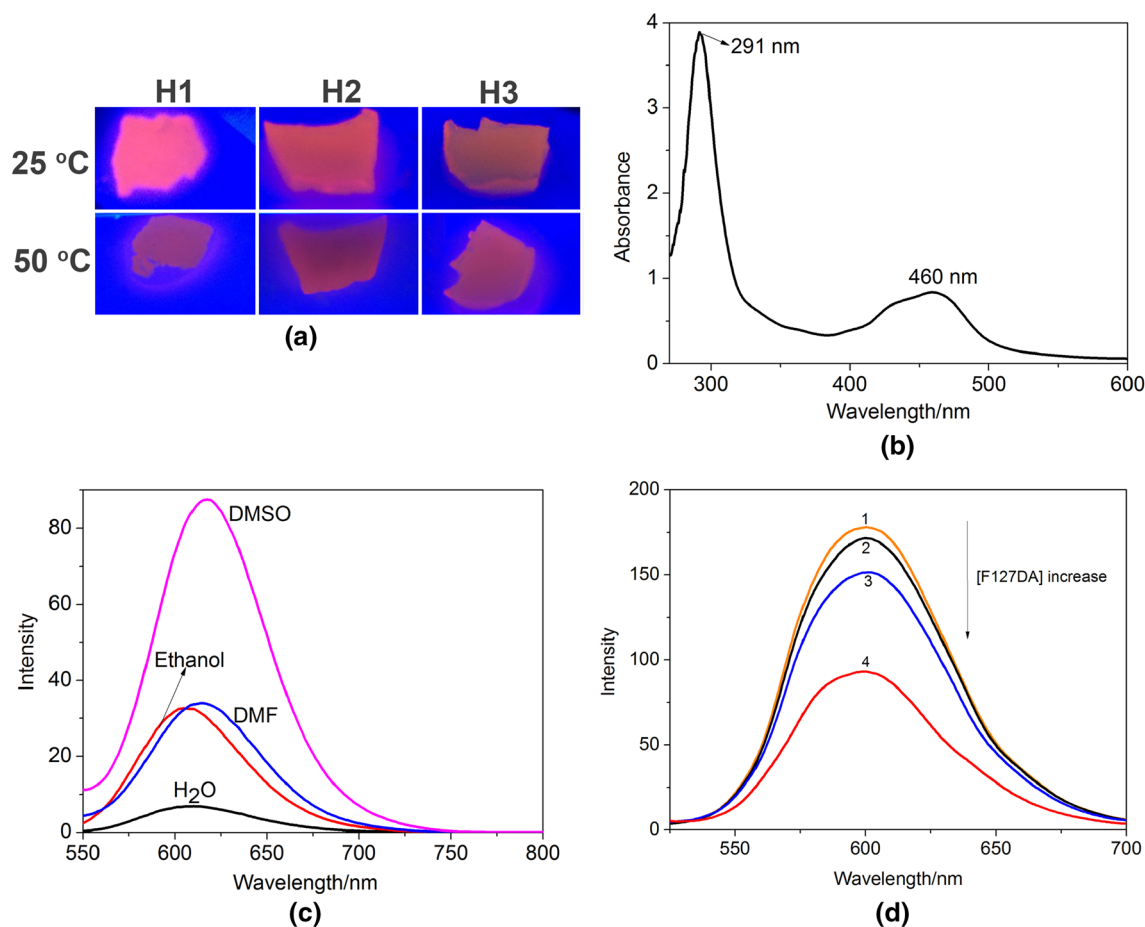 H1 H2 H3
25 °C
50 °C
(a)
4
3
2
1
0
Absorbance
291 nm
460 nm
300 400 500 600
Wavelength/nm
(b)
80
60
40
20
0
Intensity
DMSO
Ethanol
DMF
H₂O
550 600 650 700 750 800
Wavelength/nm
(c)
200
150
100
50
0
Intensity
1
2
3
4
[F127DA] increase
550 600 650 700
Wavelength/nm
(d)